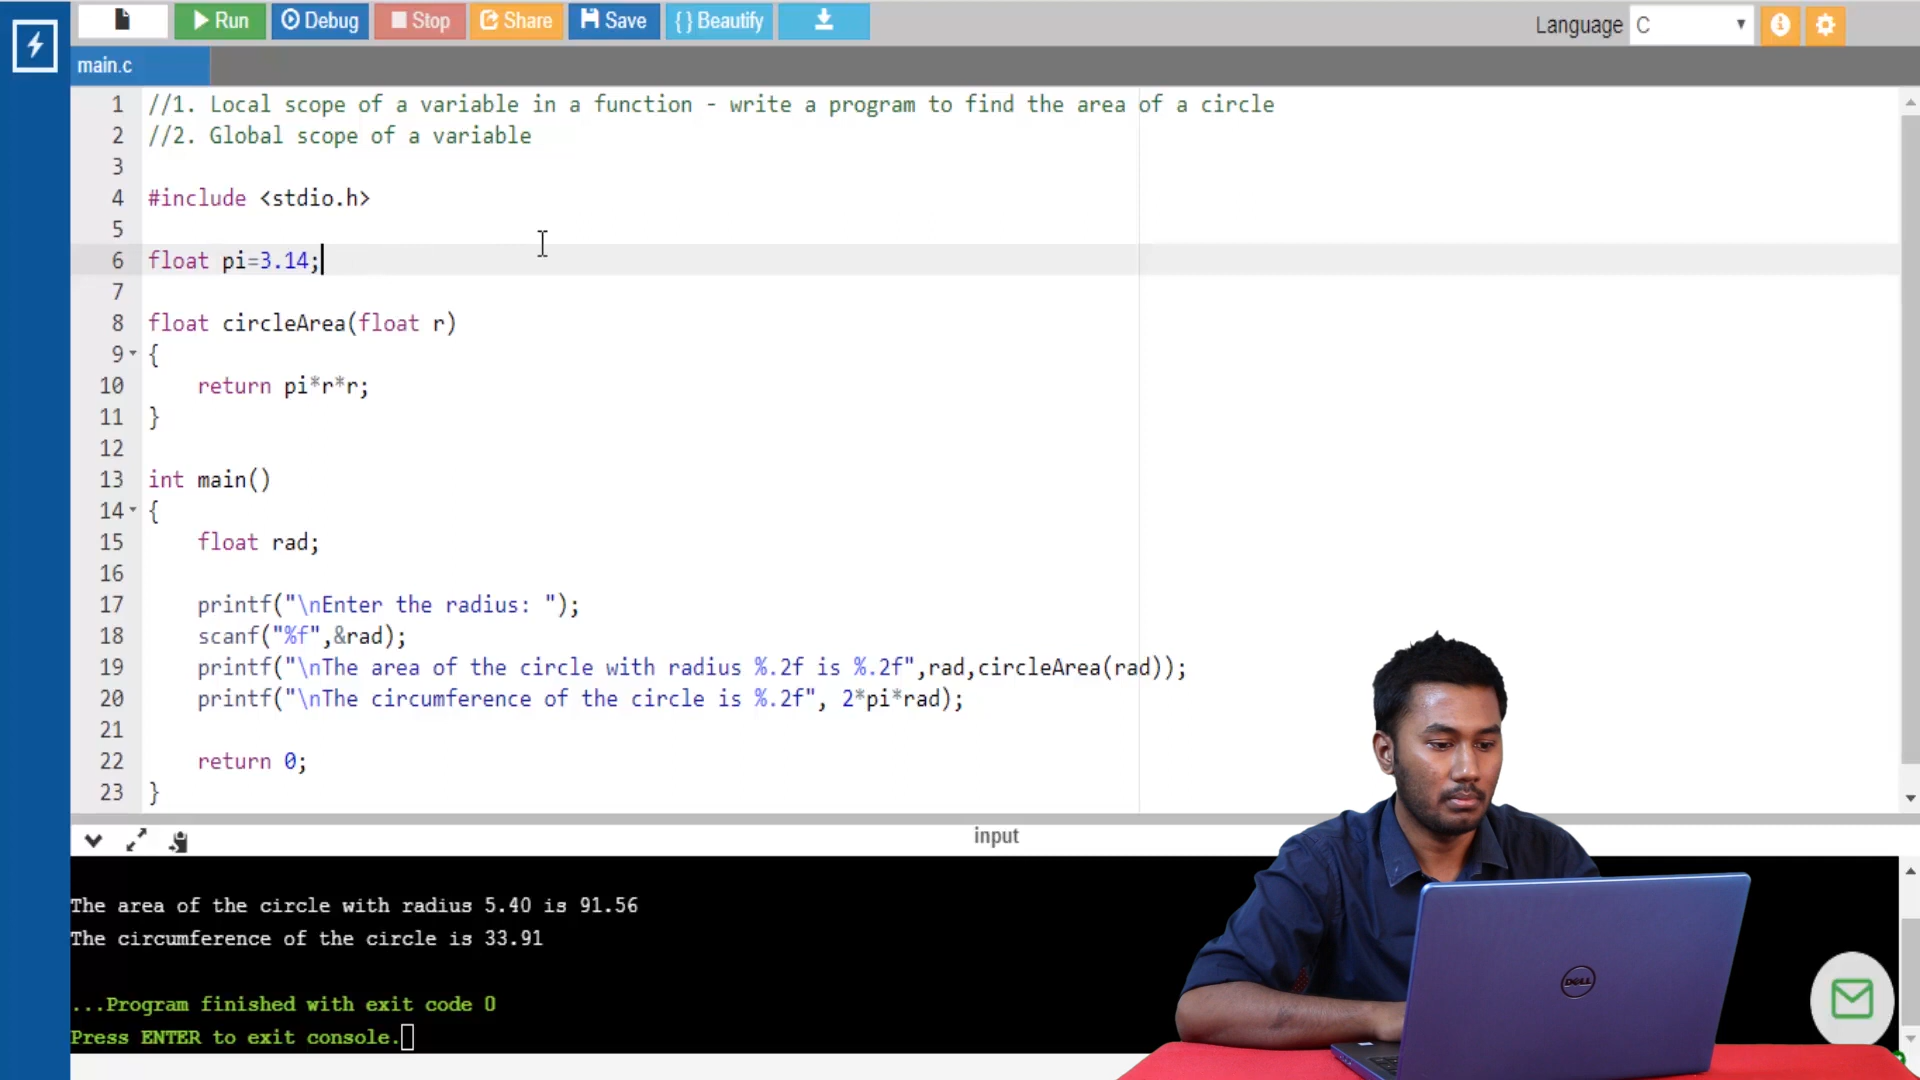 Run Debug Stop Share Save { } Beautify Language C
main.c
1 //1. Local scope of a variable in a function - write a program to find the area of a circle
2 //2. Global scope of a variable
3
4 #include <stdio.h>
5
6 float pi=3.14;
7
8 float circleArea(float r)
9 {
10 return pi*r*r;
11 }
12
13 int main()
14 {
15 float rad;
16
17 printf("\nEnter the radius: ");
18 scanf("%f",&rad);
19 printf("\nThe area of the circle with radius %.2f is %.2f",rad,circleArea(rad));
20 printf("\nThe circumference of the circle is %.2f", 2*pi*rad);
21
22 return 0;
23 }
input
The area of the circle with radius 5.40 is 91.56
The circumference of the circle is 33.91
...Program finished with exit code 0
Press ENTER to exit console.
DELL